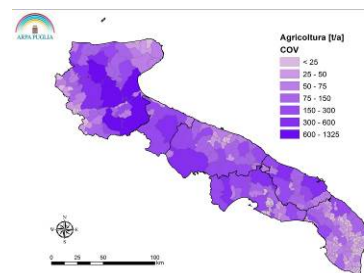 ARPA PUGLIA
Agricoltura [t/a]
COV
< 25
25 - 50
50 - 75
75 - 150
150 - 300
300 - 600
600 - 1325
N
W E
S
0 25 50 100
km